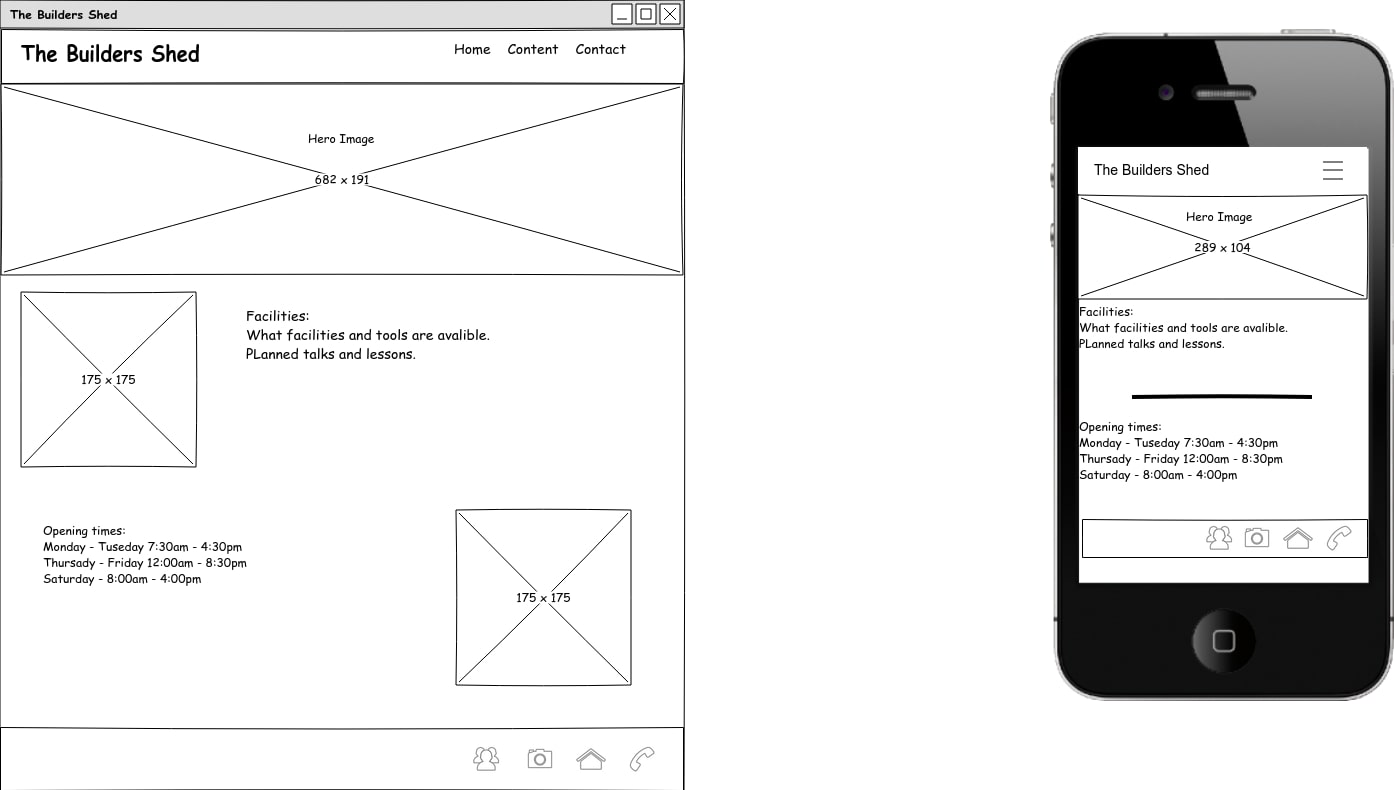 The Builders Shed
The Builders Shed
Home Content Contact
Hero Image
682 x 191
175 x 175
Facilities:
What facilities and tools are avalible.
PLanned talks and lessons.
Opening times:
Monday - Tuseday 7:30am - 4:30pm
Thursady - Friday 12:00am - 8:30pm
Saturday - 8:00am - 4:00pm
175 x 175
The Builders Shed
Hero Image
289 x 104
Facilities:
What facilities and tools are avalible.
PLanned talks and lessons.
Opening times:
Monday - Tuseday 7:30am - 4:30pm
Thursady - Friday 12:00am - 8:30pm
Saturday - 8:00am - 4:00pm